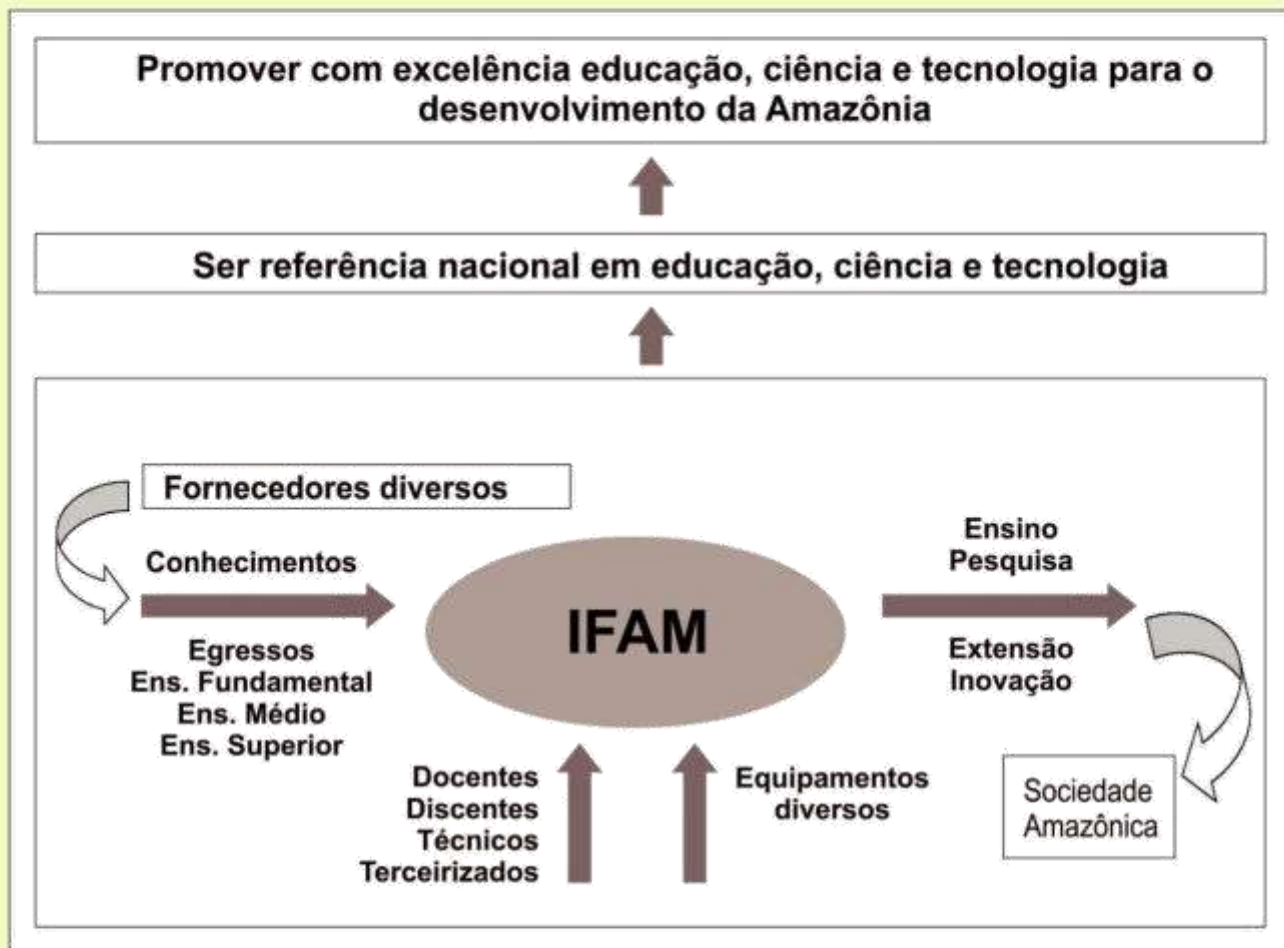 Promover com excelência educação, ciência e tecnologia para o
desenvolvimento da Amazônia
Ser referência nacional em educação, ciência e tecnologia
Fornecedores diversos
Conhecimentos
Egressos
Ens. Fundamental
Ens. Médio
Ens. Superior
IFAM
Ensino
Pesquisa
Extensão
Inovação
Docentes
Discentes
Técnicos
Terceirizados
Equipamentos
diversos
Sociedade
Amazônica